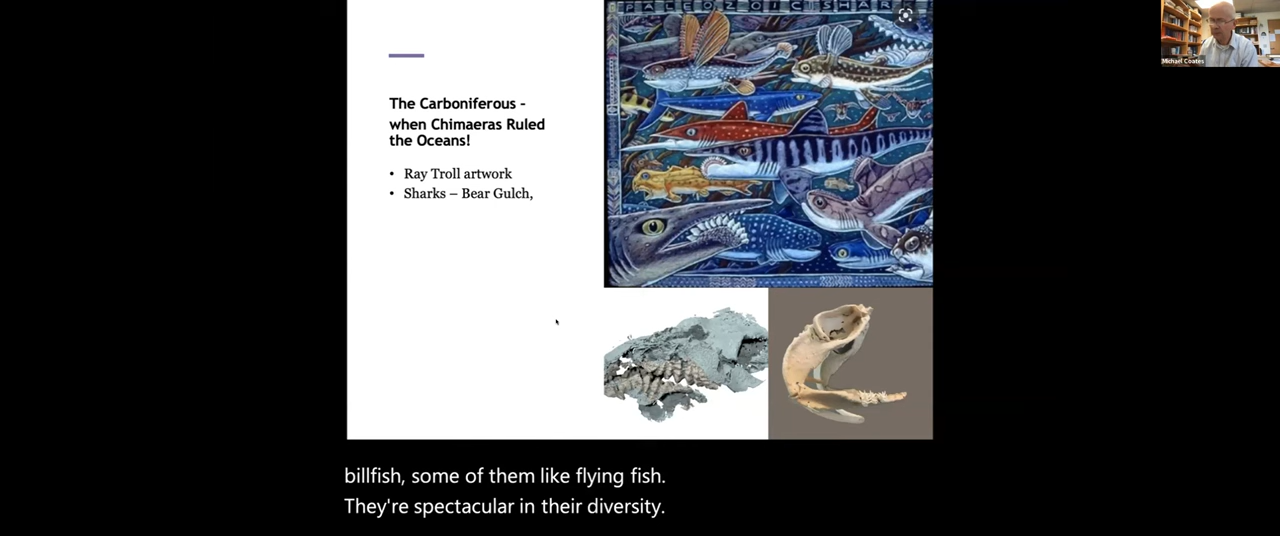 PALEOZOIC SHAR
Michael Coates
The Carboniferous -
when Chimaeras Ruled
the Oceans!
• Ray Troll artwork
• Sharks – Bear Gulch,
billfish, some of them like flying fish.
They're spectacular in their diversity.